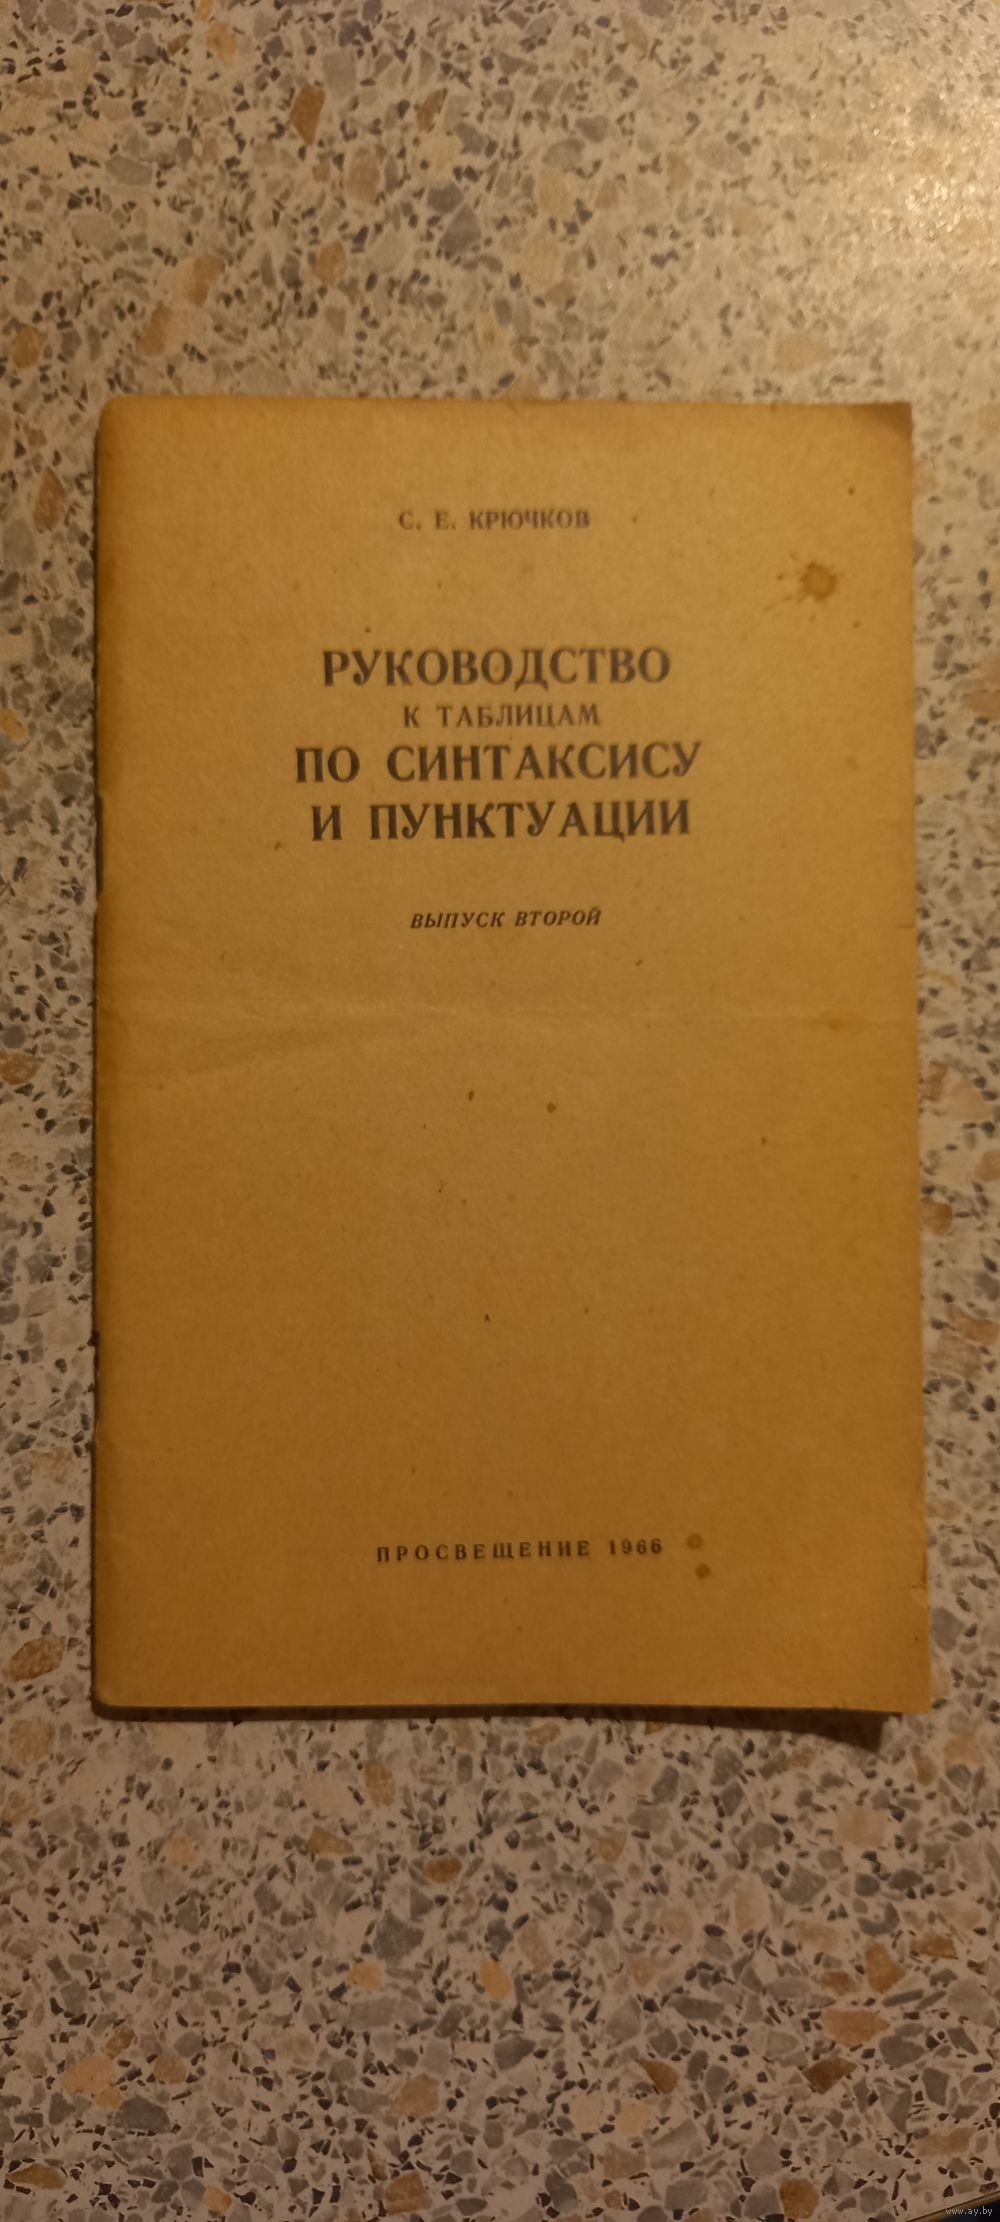 С. Е. КРЮЧКОВ
РУКОВОДСТВО
К ТАБЛИЦАМ
ПО СИНТАКСИСУ
И ПУНКТУАЦИИ
ВЫПУСК ВТОРОЙ
ПРОСВЕЩЕНИЕ 1966
www.ay.by